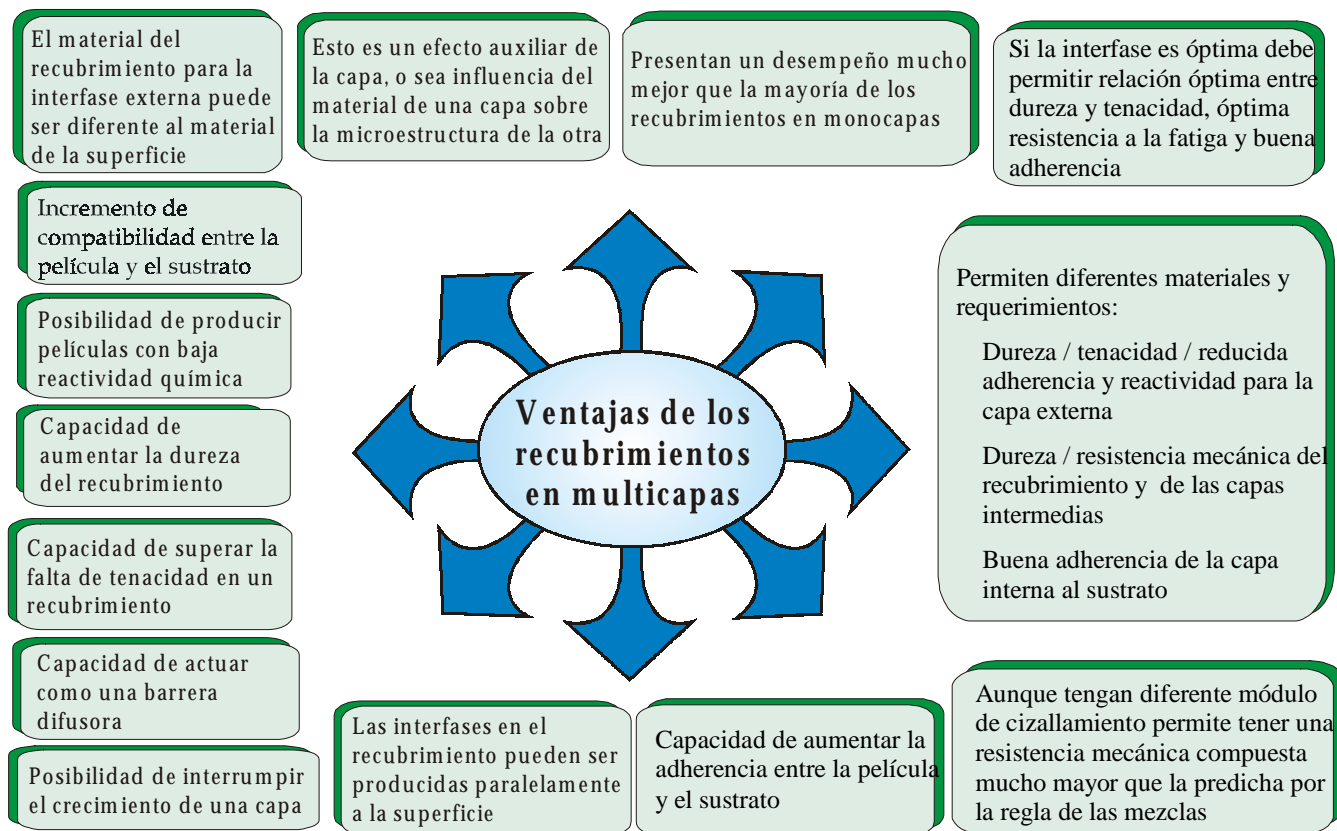 El material del
recubrimiento para la
interfase externa puede
ser diferente al material
de la superficie
Esto es un efecto auxiliar de
la capa, o sea influencia del
material de una capa sobre
la microestructura de la otra
Presentan un desempeño mucho
mejor que la mayoría de los
recubrimientos en monocapas
Si la interfase es óptima debe
permitir relación óptima entre
dureza y tenacidad, óptima
resistencia a la fatiga y buena
adherencia
Incremento de
compatibilidad entre la
película y el sustrato
Posibilidad de producir
películas con baja
reactividad química
Capacidad de
aumentar la dureza
del recubrimiento
Capacidad de superar la
falta de tenacidad en un
recubrimiento
Capacidad de actuar
como una barrera
difusora
Posibilidad de interrumpir
el crecimiento de una capa
Ventajas de los
recubrimientos
en multicapas
Permiten diferentes materiales y
requerimientos:
Dureza / tenacidad / reducida
adherencia y reactividad para la
capa externa
Dureza / resistencia mecánica del
recubrimiento y de las capas
intermedias
Buena adherencia de la capa
interna al sustrato
Las interfases en el
recubrimiento pueden ser
producidas paralelamente
a la superficie
Capacidad de aumentar la
adherencia entre la película
y el sustrato
Aunque tengan diferente módulo
de cizallamiento permite tener una
resistencia mecánica compuesta
mucho mayor que la predicha por
la regla de las mezclas